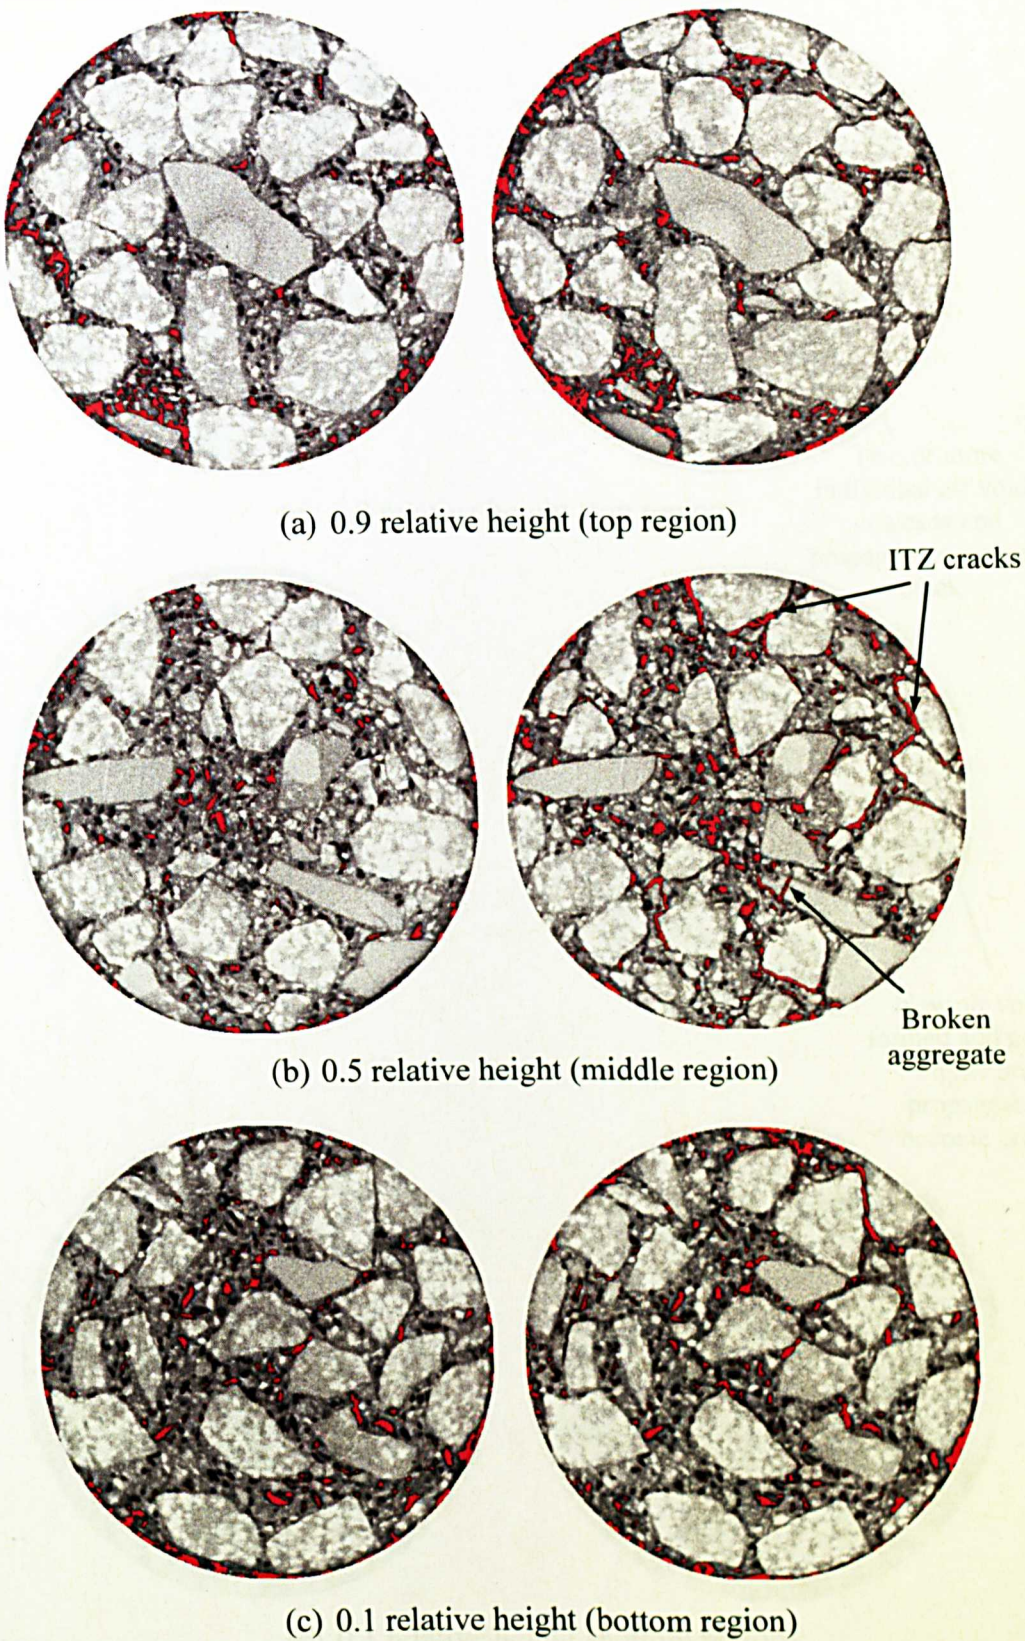 (a) 0.9 relative height (top region)
ITZ cracks
Broken
aggregate
(b) 0.5 relative height (middle region)
(c) 0.1 relative height (bottom region)